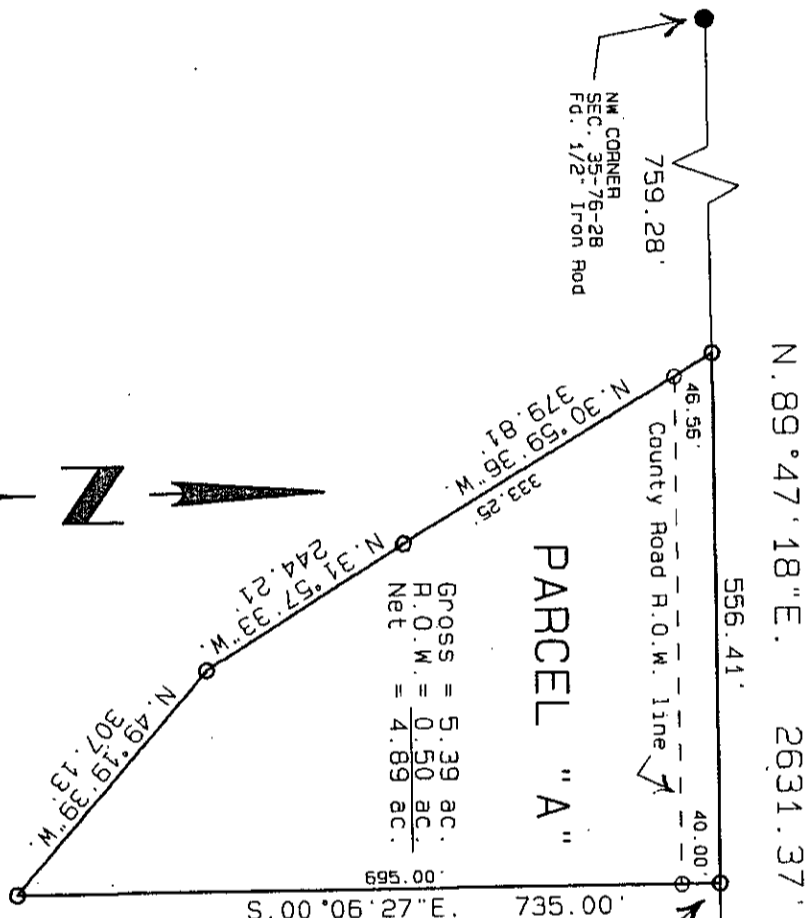 N.89°47'18"E. 2631.37'
NW CORNER
SEC. 35-76-28
Fd. 1/2" Iron Rod
759.28'
556.41'
46.56'
County Road R.O.W. line
40.00'
N.30°59'36"W.
379.81'
333.25'
PARCEL "A"
Gross = 5.39 ac.
R.O.W. = 0.50 ac.
Net = 4.89 ac.
N.31°57'33"W.
244.21'
N.49°19'39"W.
307.13'
695.00'
S.00°06'27"E. 735.00'
N